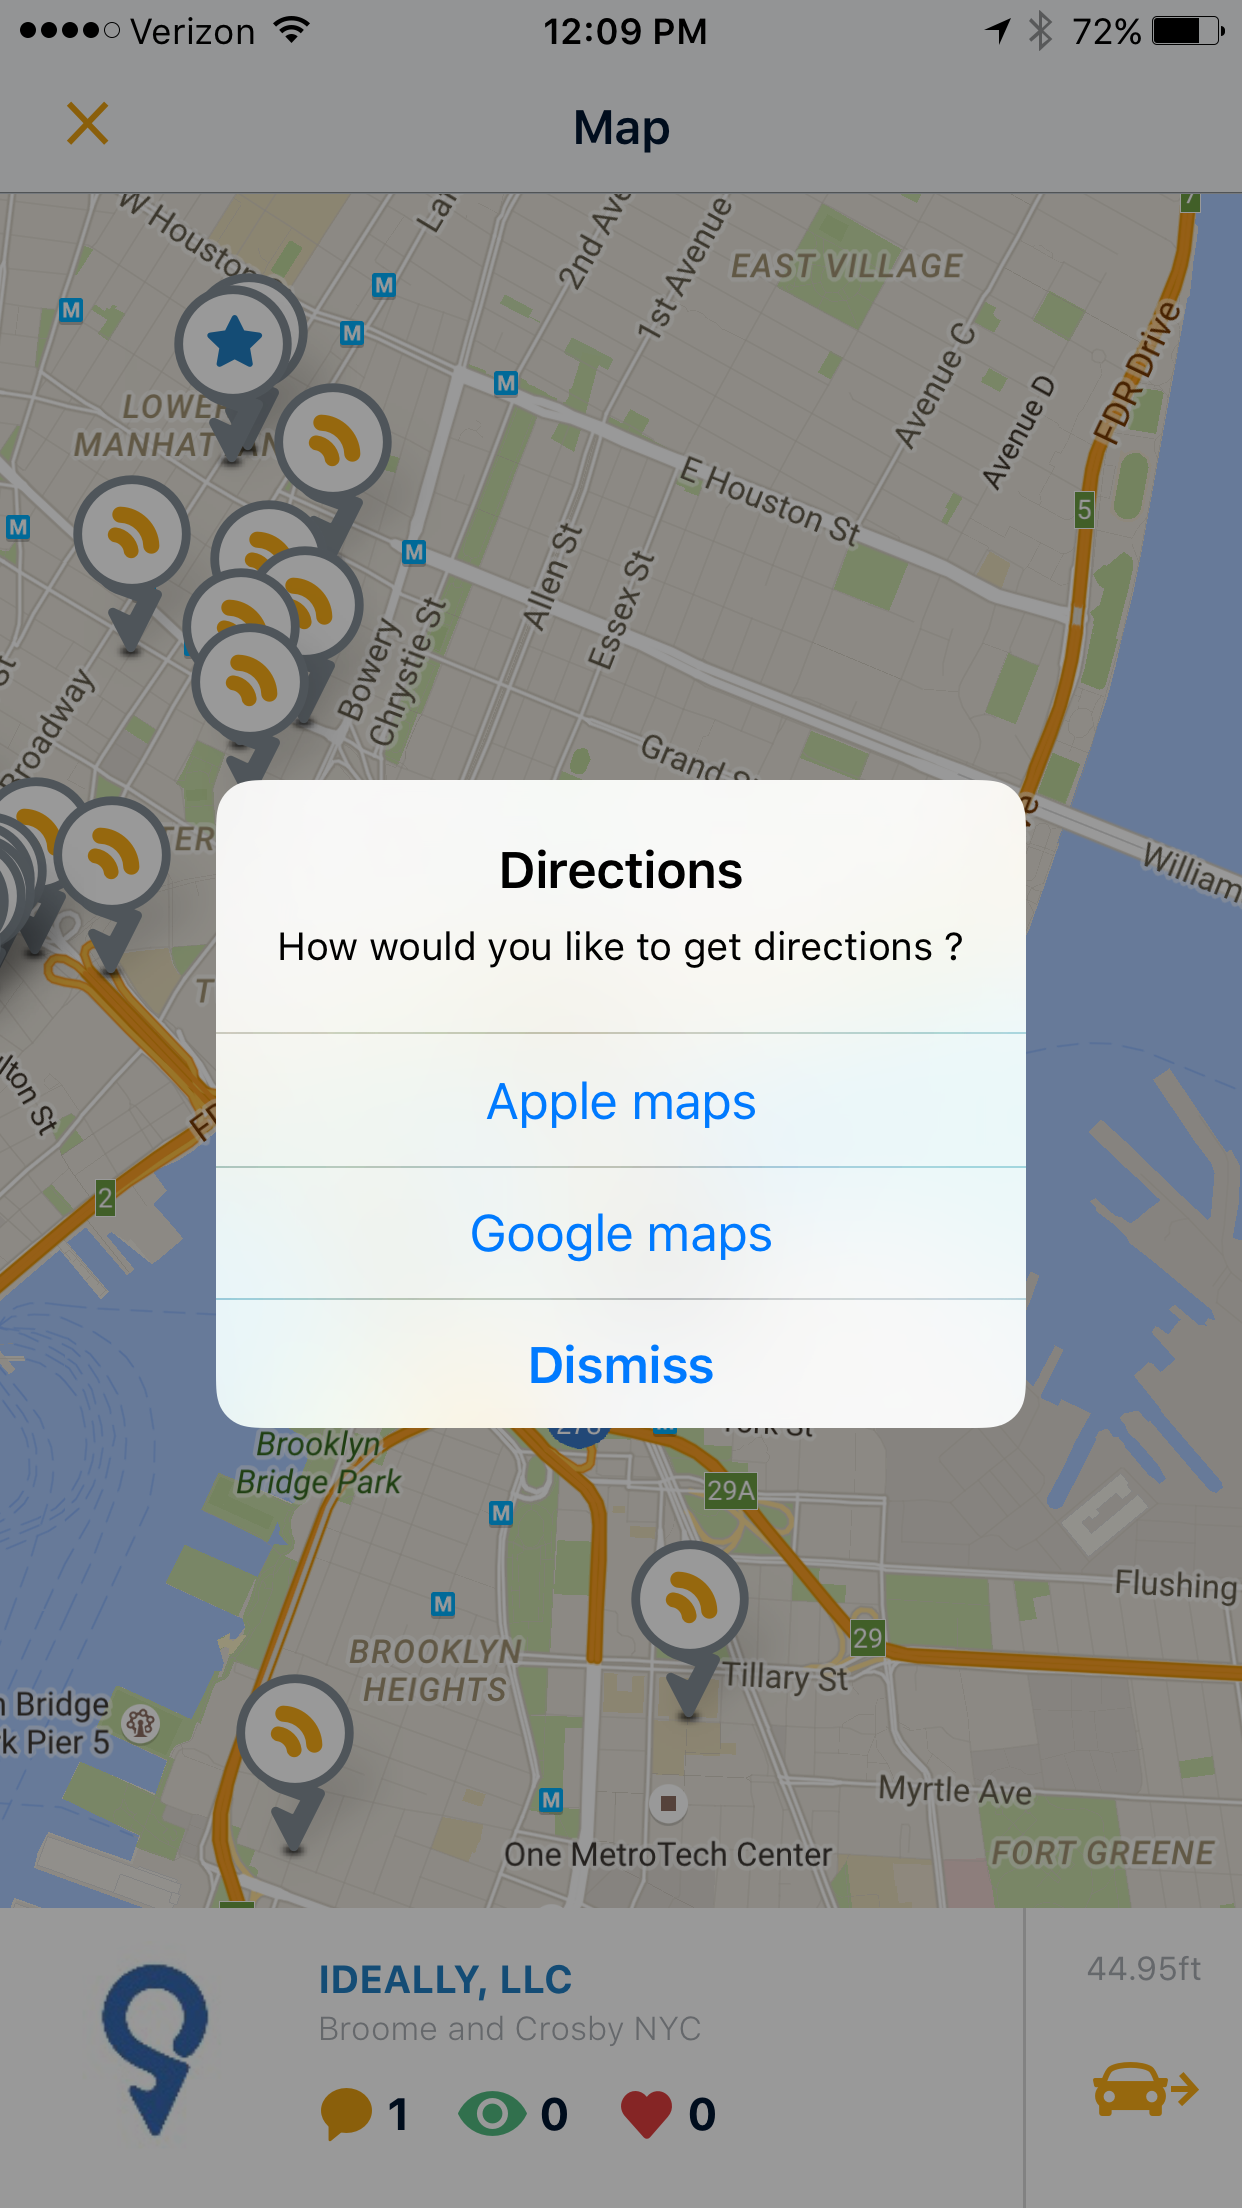 Verizon
12:09 PM
72%
Map
W Houston
2nd Ave
1st Avenue
EAST VILLAGE
7
M
M
M
M
FDR Drive
Avenue C
Avenue D
LOWER
MANHATTAN
E Houston St
5
M
M
Allen St
Essex St
Bowery
Chrystie St
Broadway
Grand St
William
Directions
How would you like to get directions ?
Apple maps
Google maps
Dismiss
2
Brooklyn
Bridge Park
278
M
York St
29A
M
Flushing
M
29
BROOKLYN
HEIGHTS
Tillary St
n Bridge
k Pier 5
Myrtle Ave
M
One MetroTech Center
FORT GREENE
IDEALLY, LLC
Broome and Crosby NYC
1
0
0
44.95ft